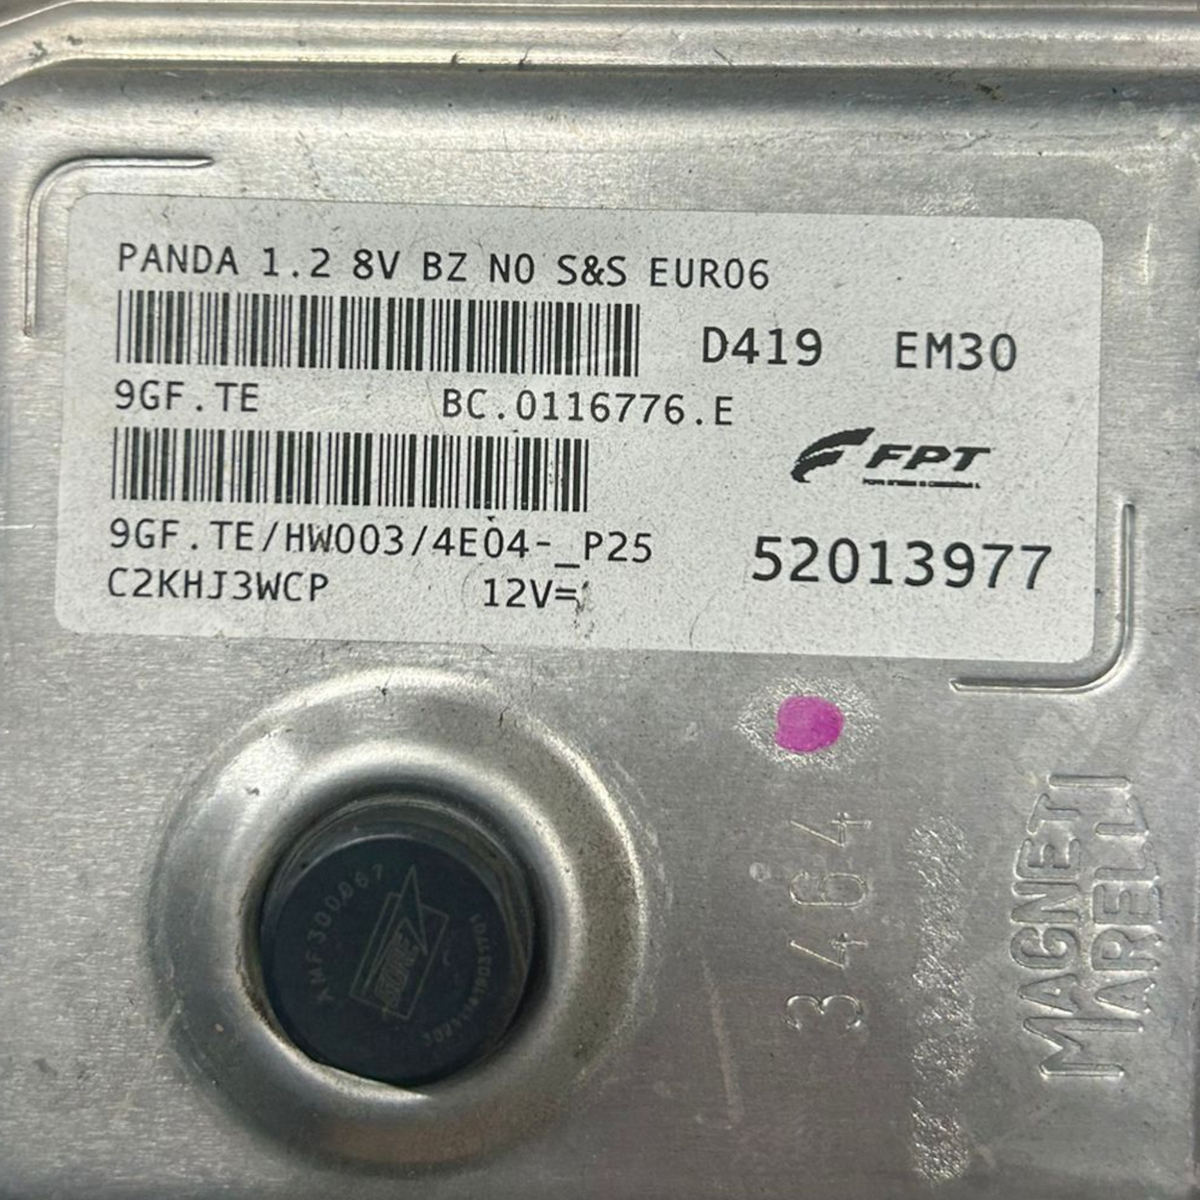 PANDA 1.2 8V BZ NO S&S EURO6
D419 EM30
9GF.TE BC.0116776.E
FPT
9GF.TE/HW003/4E04-_P25
52013977
C2KHJ3WCP 12V=
3464
MAGNETI
MARELLI